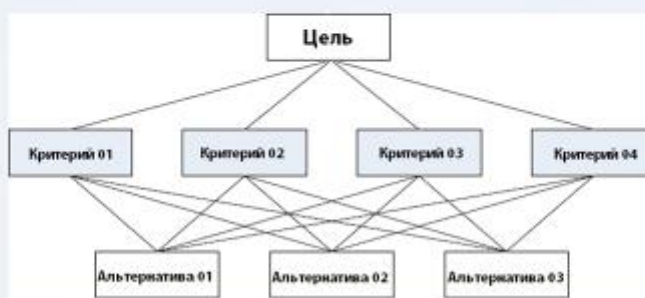 Цель
Критерий 01
Критерий 02
Критерий 03
Критерий 04
Альтернатива 01
Альтернатива 02
Альтернатива 03